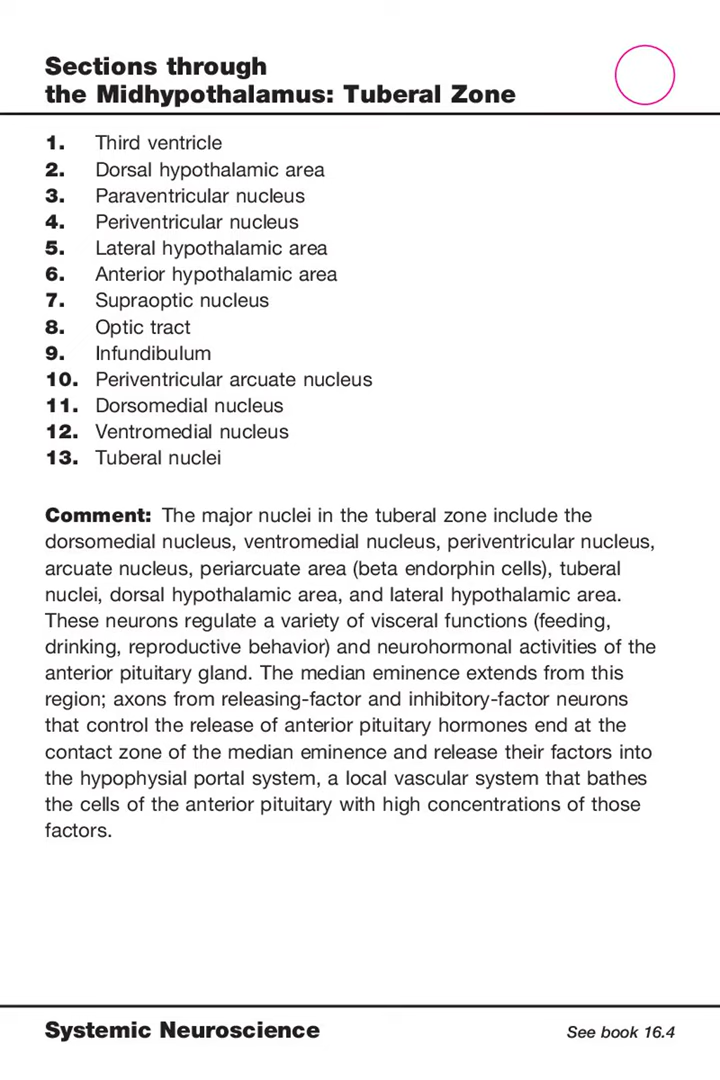 Sections through
the Midhypothalamus: Tuberal Zone
1. Third ventricle
2. Dorsal hypothalamic area
3. Paraventricular nucleus
4. Periventricular nucleus
5. Lateral hypothalamic area
6. Anterior hypothalamic area
7. Supraoptic nucleus
8. Optic tract
9. Infundibulum
10. Periventricular arcuate nucleus
11. Dorsomedial nucleus
12. Ventromedial nucleus
13. Tuberal nuclei
Comment: The major nuclei in the tuberal zone include the
dorsomedial nucleus, ventromedial nucleus, periventricular nucleus,
arcuate nucleus, periarcuate area (beta endorphin cells), tuberal
nuclei, dorsal hypothalamic area, and lateral hypothalamic area.
These neurons regulate a variety of visceral functions (feeding,
drinking, reproductive behavior) and neurohormonal activities of the
anterior pituitary gland. The median eminence extends from this
region; axons from releasing-factor and inhibitory-factor neurons
that control the release of anterior pituitary hormones end at the
contact zone of the median eminence and release their factors into
the hypophysial portal system, a local vascular system that bathes
the cells of the anterior pituitary with high concentrations of those
factors.
Systemic Neuroscience
See book 16.4